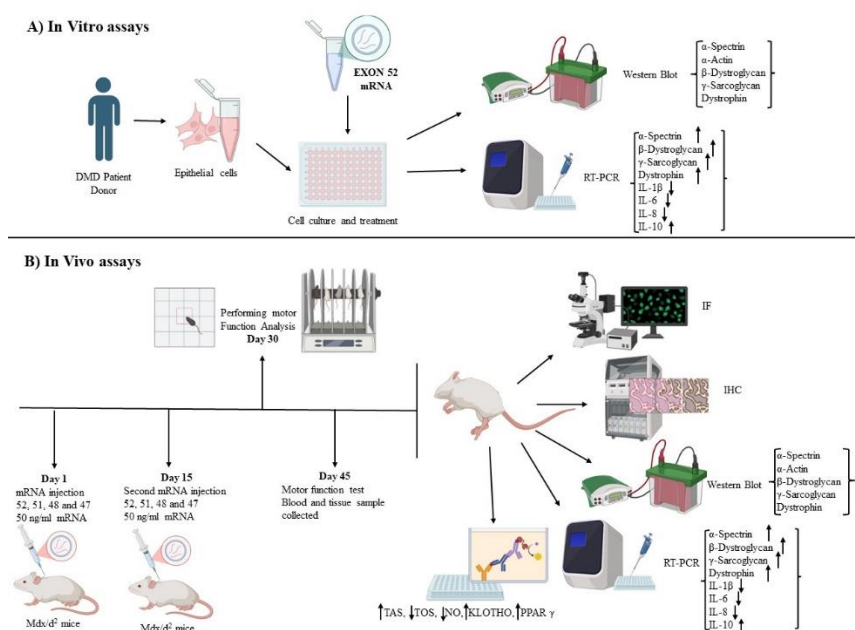 A) In Vitro assays
EXON 52
mRNA
DMD Patient
Donor
Epithelial cells
Cell culture and treatment
Western Blot
α-Spectrin
α-Actin
β-Dystroglycan
γ-Sarcoglycan
Dystrophin
RT-PCR
α-Spectrin ↑
β-Dystroglycan ↑
γ-Sarcoglycan ↑
Dystrophin ↑
IL-1β ↓
IL-6 ↓
IL-8 ↓
IL-10 ↑
B) In Vivo assays
Performing motor
Function Analysis
Day 30
Day 1
mRNA injection
52, 51, 48 and 47
50 ng/ml mRNA
Mdx/d² mice
Day 15
Second mRNA injection
52, 51, 48 and 47
50 ng/ml mRNA
Mdx/d² mice
Day 45
Motor function test
Blood and tissue sample
collected
IF
IHC
Western Blot
α-Spectrin
α-Actin
β-Dystroglycan
γ-Sarcoglycan
Dystrophin
RT-PCR
α-Spectrin ↑
β-Dystroglycan ↑
γ-Sarcoglycan ↑
Dystrophin ↑
IL-1β ↓
IL-6 ↓
IL-8 ↓
IL-10 ↑
↑TAS, ↓TOS, ↓NO, ↑KLOTHO, ↑PPAR γ